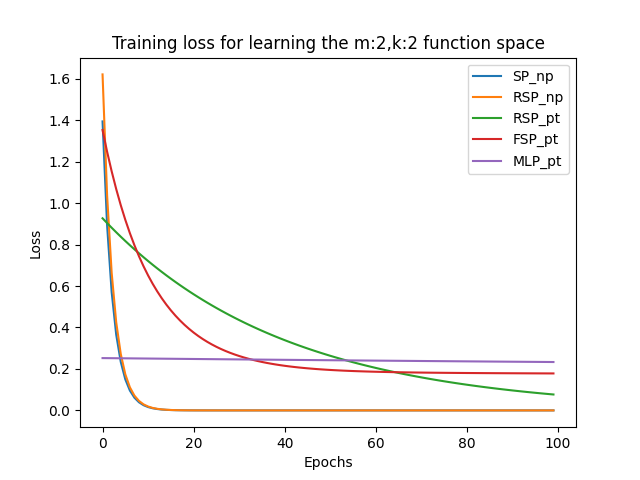 Training loss for learning the m:2,k:2 function space
SP_np
RSP_np
RSP_pt
FSP_pt
MLP_pt
Loss
1.6
1.4
1.2
1.0
0.8
0.6
0.4
0.2
0.0
0 20 40 60 80 100
Epochs